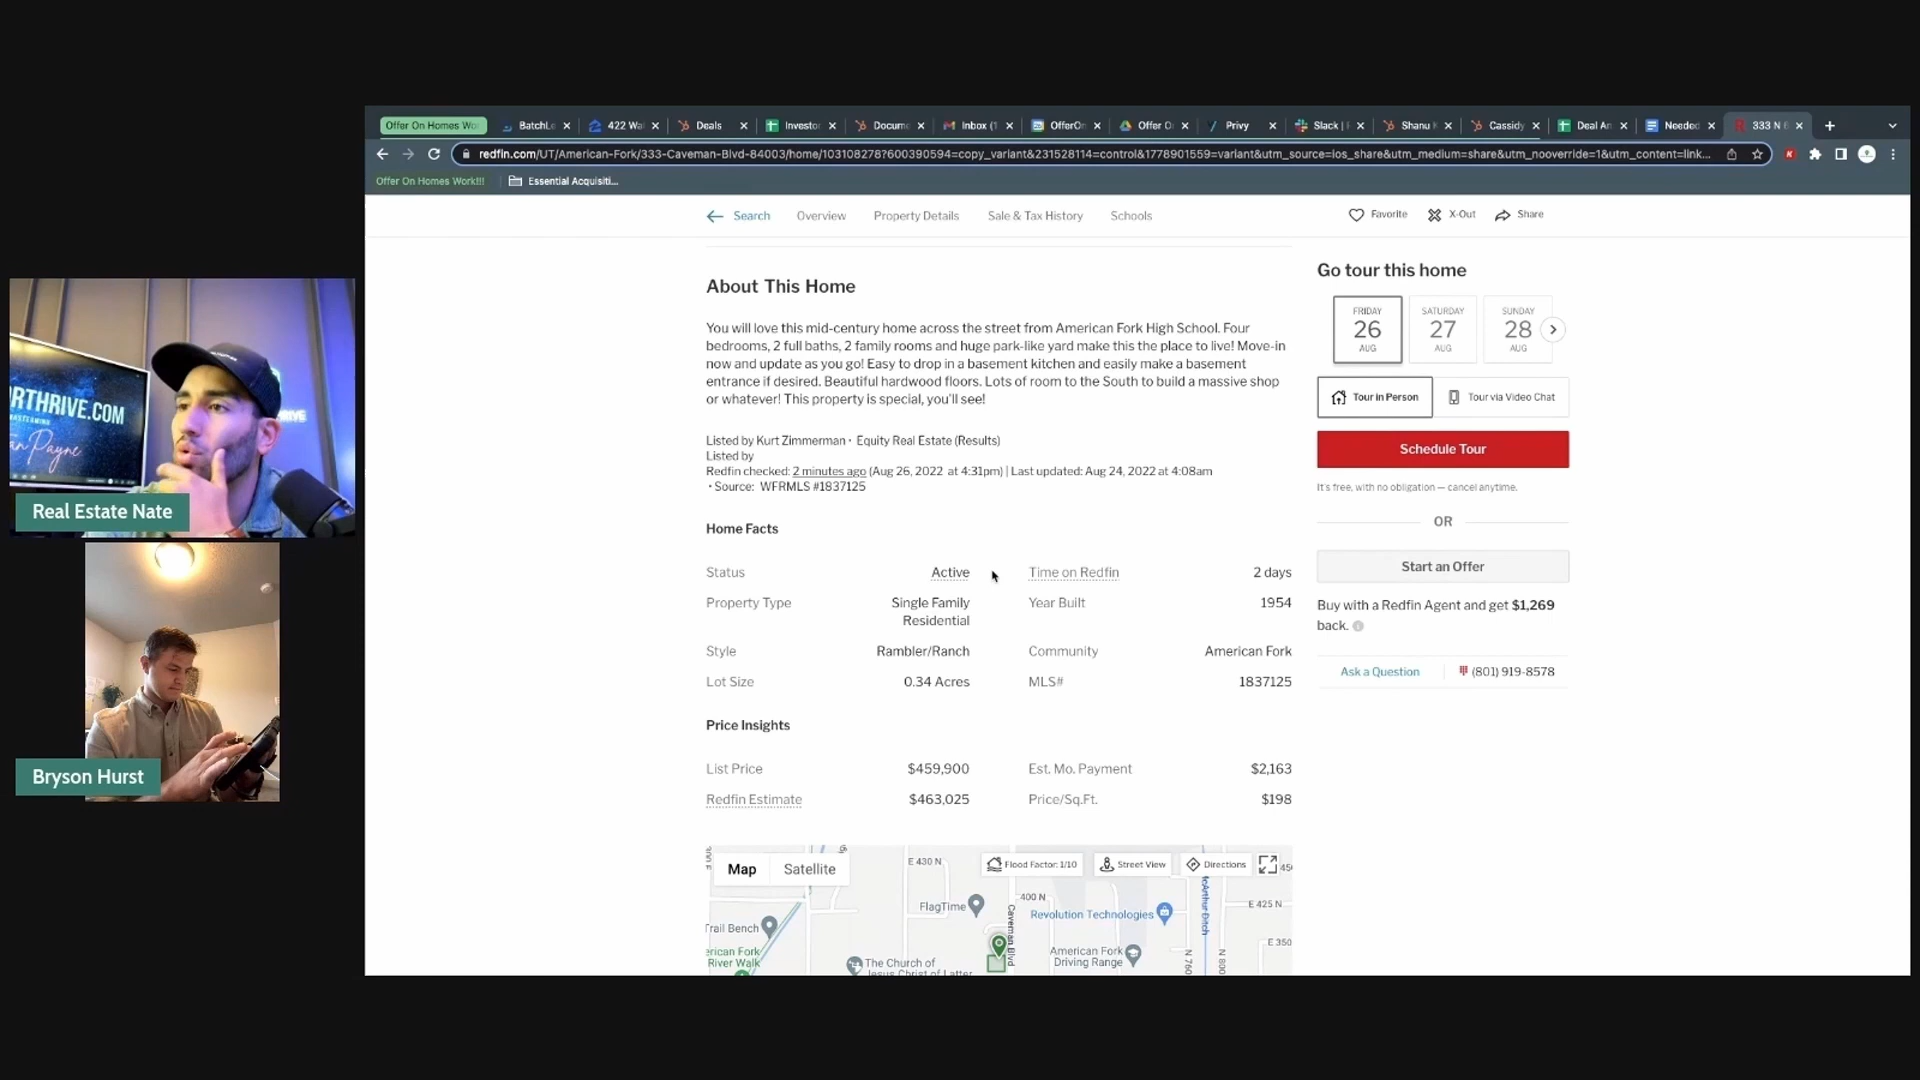 Offer On Homes Wo
BatchLe
422 Wa
Deals
Investo
Docume
Inbox (1
OfferOn
Offer O
Privy
Slack |
Shanu
Cassidy
Deal An
Needed
333 N
redfin.com/UT/American-Fork/333-Caveman-Blvd-84003/home/103108278?600390594=copy_variant&231528114=control&1778901559=variant&utm_source=ios_share&utm_medium=share&utm_nooverride=1&utm_content=link...
Offer On Homes Work!!!
Essential Acquisiti...
Search
Overview
Property Details
Sale & Tax History
Schools
Favorite
X-Out
Share
About This Home
You will love this mid-century home across the street from American Fork High School. Four
bedrooms, 2 full baths, 2 family rooms and huge park-like yard make this the place to live! Move-in
now and update as you go! Easy to drop in a basement kitchen and easily make a basement
entrance if desired. Beautiful hardwood floors. Lots of room to the South to build a massive shop
or whatever! This property is special, you'll see!
Listed by Kurt Zimmerman • Equity Real Estate (Results)
Listed by
Redfin checked: 2 minutes ago (Aug 26, 2022 at 4:31pm) | Last updated: Aug 24, 2022 at 4:08am
• Source: WFRMLS #1837125
Home Facts
Status
Active
Time on Redfin
2 days
Property Type
Single Family
Residential
Year Built
1954
Style
Rambler/Ranch
Community
American Fork
Lot Size
0.34 Acres
MLS#
1837125
Price Insights
List Price
$459,900
Est. Mo. Payment
$2,163
Redfin Estimate
$463,025
Price/Sq.Ft.
$198
Map
Satellite
Flood Factor: 1/10
Street View
Directions
E 430 N
400 N
FlagTime
Caveman Blvd
Revolution Technologies
McArthur Ditch
E 425 N
Trail Bench
E 350
American Fork
Driving Range
N 760
N 800
erican Fork
River Walk
The Church of
Jesus Christ of Latter
Go tour this home
FRIDAY
26
AUG
SATURDAY
27
AUG
SUNDAY
28
AUG
Tour in Person
Tour via Video Chat
Schedule Tour
It's free, with no obligation — cancel anytime.
OR
Start an Offer
Buy with a Redfin Agent and get $1,269
back.
Ask a Question
(801) 919-8578
RTHRIVE.COM
an Payne
Real Estate Nate
Bryson Hurst